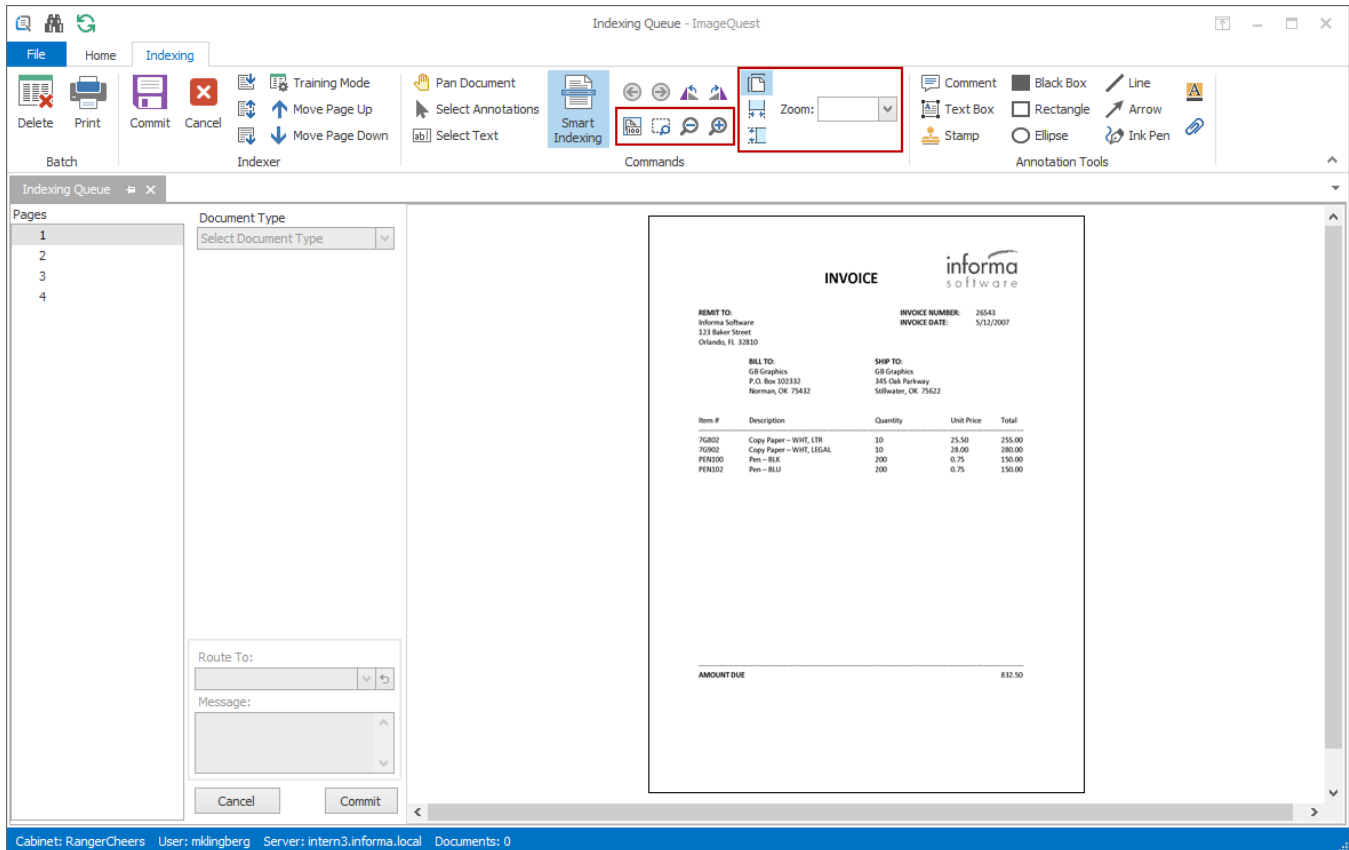 Indexing Queue - ImageQuest
File Home Indexing
Delete Print Commit Cancel Training Mode Pan Document Smart Indexing Zoom: Comment Black Box Line
Move Page Up Select Annotations Text Box Rectangle Arrow
Move Page Down Select Text Stamp Ellipse Ink Pen
Batch Indexer Commands Annotation Tools
Indexing Queue
Pages
1
2
3
4
Document Type
Select Document Type
Route To:
Message:
Cancel Commit
INVOICE
informa
software
REMIT TO:
Informa Software
123 Baker Street
Orlando, FL 32810
INVOICE NUMBER: 26543
INVOICE DATE: 5/12/2007
BILL TO:
GB Graphics
P.O. Box 102332
Norman, OK 75432
SHIP TO:
GB Graphics
345 Oak Parkway
Stillwater, OK 75622
Item # Description Quantity Unit Price Total
7G802 Copy Paper – WHT, LTR 10 25.50 255.00
7G902 Copy Paper – WHT, LEGAL 10 28.00 280.00
PEN100 Pen – BLK 200 0.75 150.00
PEN102 Pen – BLU 200 0.75 150.00
AMOUNT DUE 832.50
Cabinet: RangerCheers User: mklingberg Server: intern3.informa.local Documents: 0